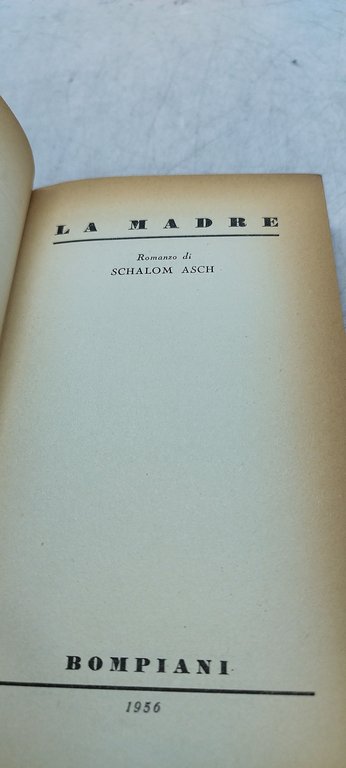 LA MADRE
Romanzo di
SCHALOM ASCH
BOMPIANI
1956